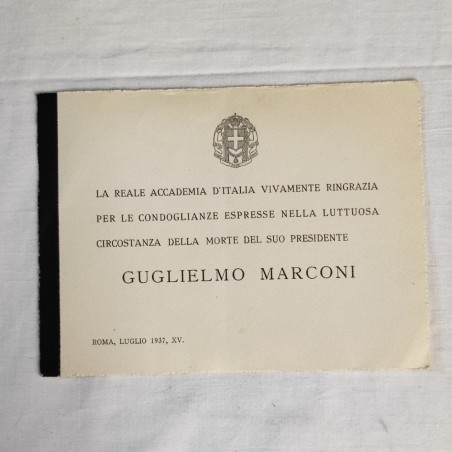 LA REALE ACCADEMIA D'ITALIA VIVAMENTE RINGRAZIA
PER LE CONDOGLIANZE ESPRESSE NELLA LUTTUOSA
CIRCOSTANZA DELLA MORTE DEL SUO PRESIDENTE
GUGLIELMO MARCONI
ROMA, LUGLIO 1937, XV.